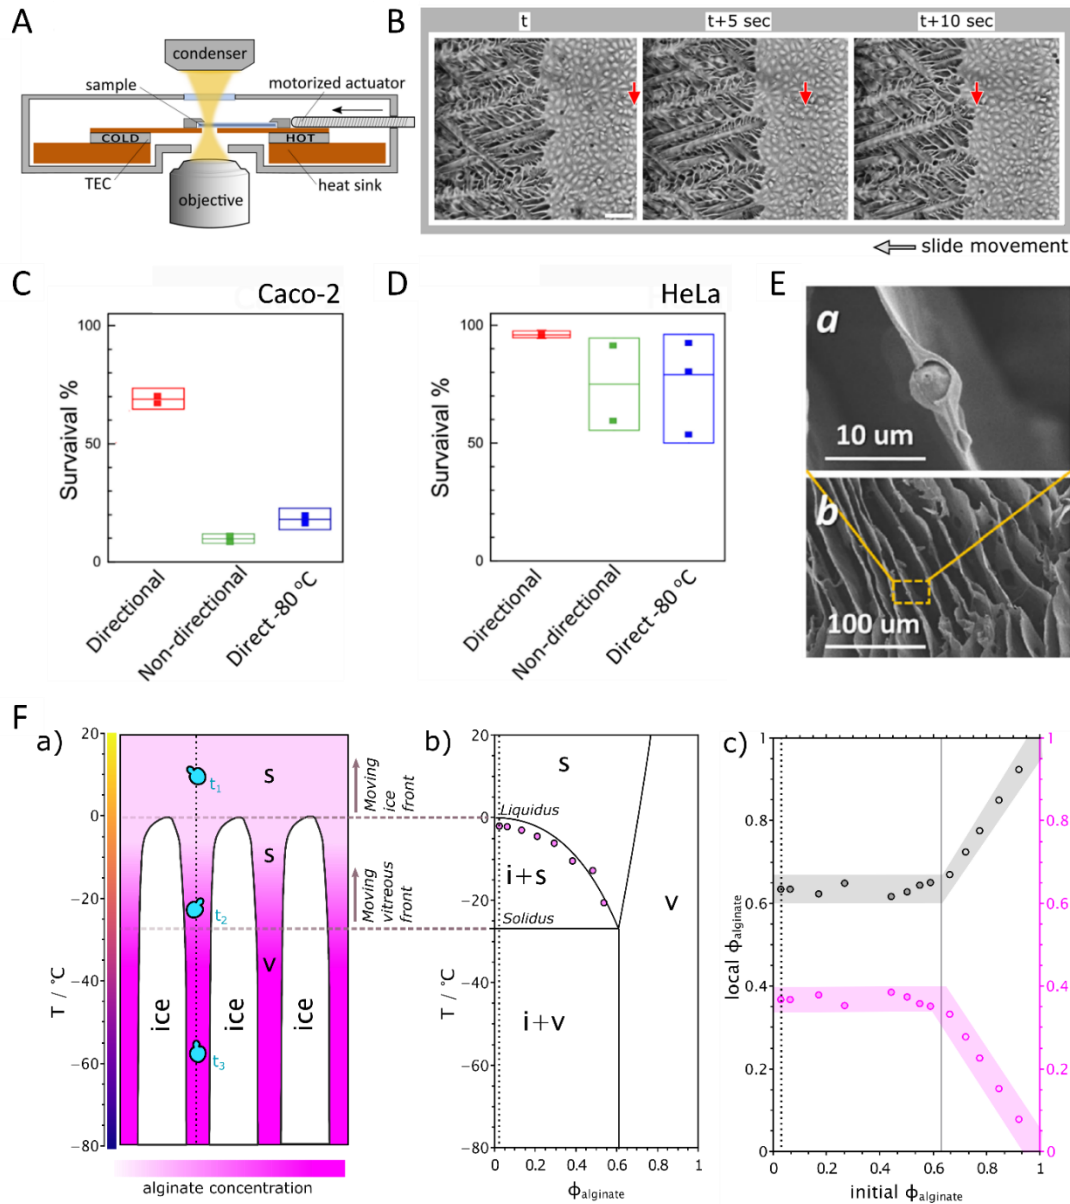 A
condenser
sample
motorized actuator
COLD
HOT
TEC
heat sink
objective
B
t
t+5 sec
t+10 sec
slide movement
C
Caco-2
100
50
0
Survaival %
Directional
Non-directional
Direct -80 °C
D
HeLa
100
50
0
Survaival %
Directional
Non-directional
Direct -80 °C
E
a
10 um
b
100 um
F
a)
20
0
−20
−40
−60
−80
T / °C
s
t1
s
t2
v
ice
ice
ice
t3
Moving
ice
front
Moving
vitreous
front
alginate concentration
b)
20
0
−20
−40
−60
−80
T / °C
s
Liquidus
i+s
v
Solidus
i+v
0
0.2
0.4
0.6
0.8
1
ϕalginate
c)
1
0.8
0.6
0.4
0.2
0
local ϕalginate
1
0.8
0.6
0.4
0.2
0
0
0.2
0.4
0.6
0.8
1
initial ϕalginate